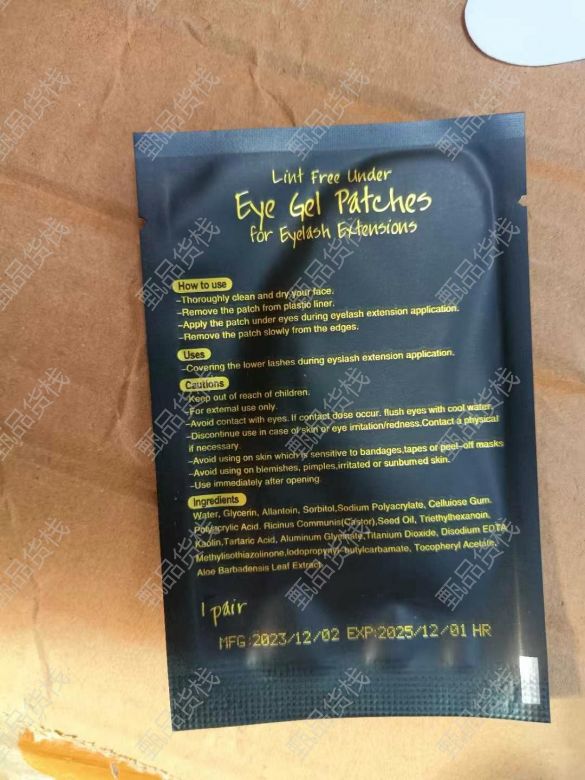 Lint Free Under
Eye Gel Patches
for Eyelash Extensions
How to use
-Thoroughly clean and dry your face.
-Remove the patch from plastic liner.
-Apply the patch under eyes during eyelash extension application.
-Remove the patch slowly from the edges.
Uses
-Covering the lower lashes during eyslash extension application.
Cautions
-Keep out of reach of children.
-For extemal use only.
-Avoid contact with eyes. If contact dose occur. flush eyes with cool water
-Discontinue use in case of skin or eye imitation/redness.Contact a physical
if necessary.
-Avoid using on skin which is sensitive to bandages,tapes or peel-off masks
-Avoid using on blemishes, pimples,irritated or sunbumed skin.
-Use immediately after opening.
Ingredients
Water, Glycerin, Allantoin, Sorbitol,Sodium Polyacrylate, Cellulose Gum.
Polyacrylic Acid. Ricinus Communis(Castor),Seed Oil, Triethylhexanoin.
Kaolin,Tartaric Acid, Aluminum Glycinate,Titanium Dioxide, Disodium EDTA
Methylisothiazolinone,lodopropynyl-butylcarbamate, Tocopheryl Acetate,
Aloe Barbadensis Leaf Extract.
1 pair
MFG:2023/12/02 EXP:2025/12/01 HR
甄品货栈